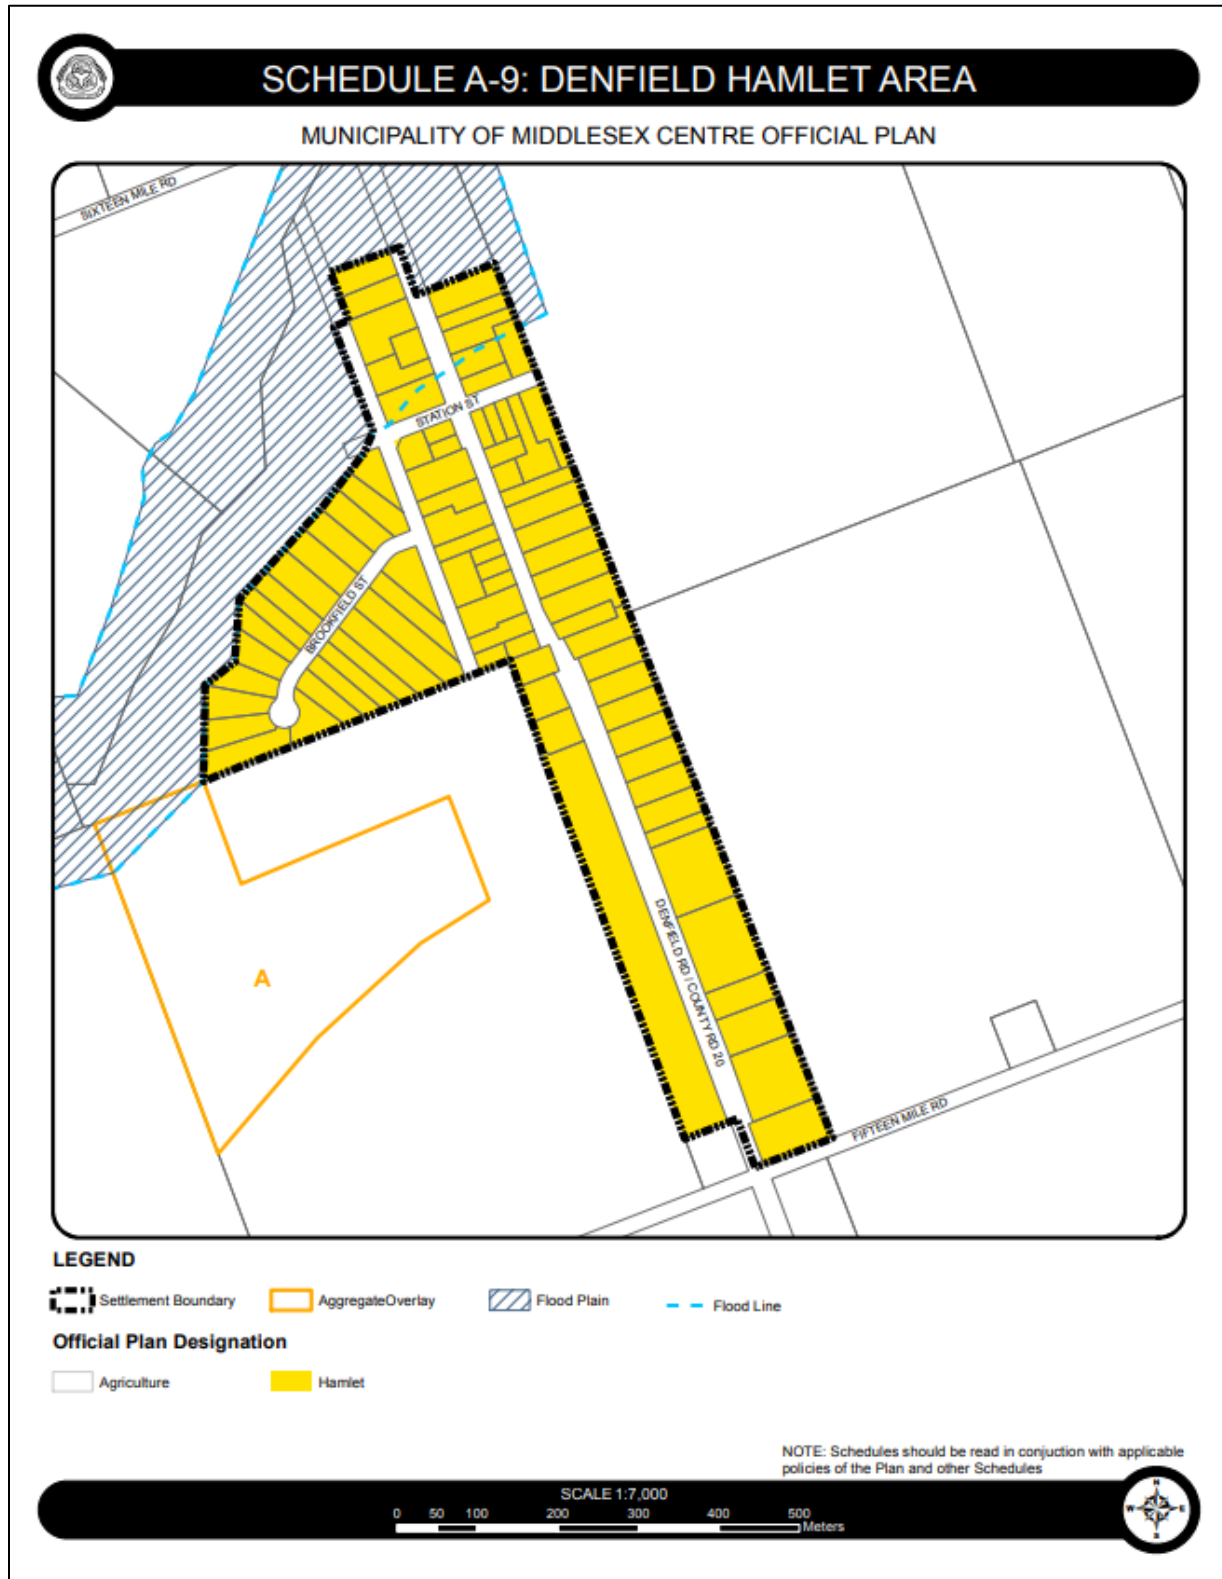 SCHEDULE A-9: DENFIELD HAMLET AREA
MUNICIPALITY OF MIDDLESEX CENTRE OFFICIAL PLAN
SIXTEEN MILE RD
STATION ST
BROOKFIELD ST
DENFIELD RD / COUNTY RD 20
A
FIFTEEN MILE RD
LEGEND
Settlement Boundary
AggregateOverlay
Flood Plain
Flood Line
Official Plan Designation
Agriculture
Hamlet
NOTE: Schedules should be read in conjuction with applicable
policies of the Plan and other Schedules
SCALE 1:7,000
0 50 100 200 300 400 500
Meters
N
W E
S